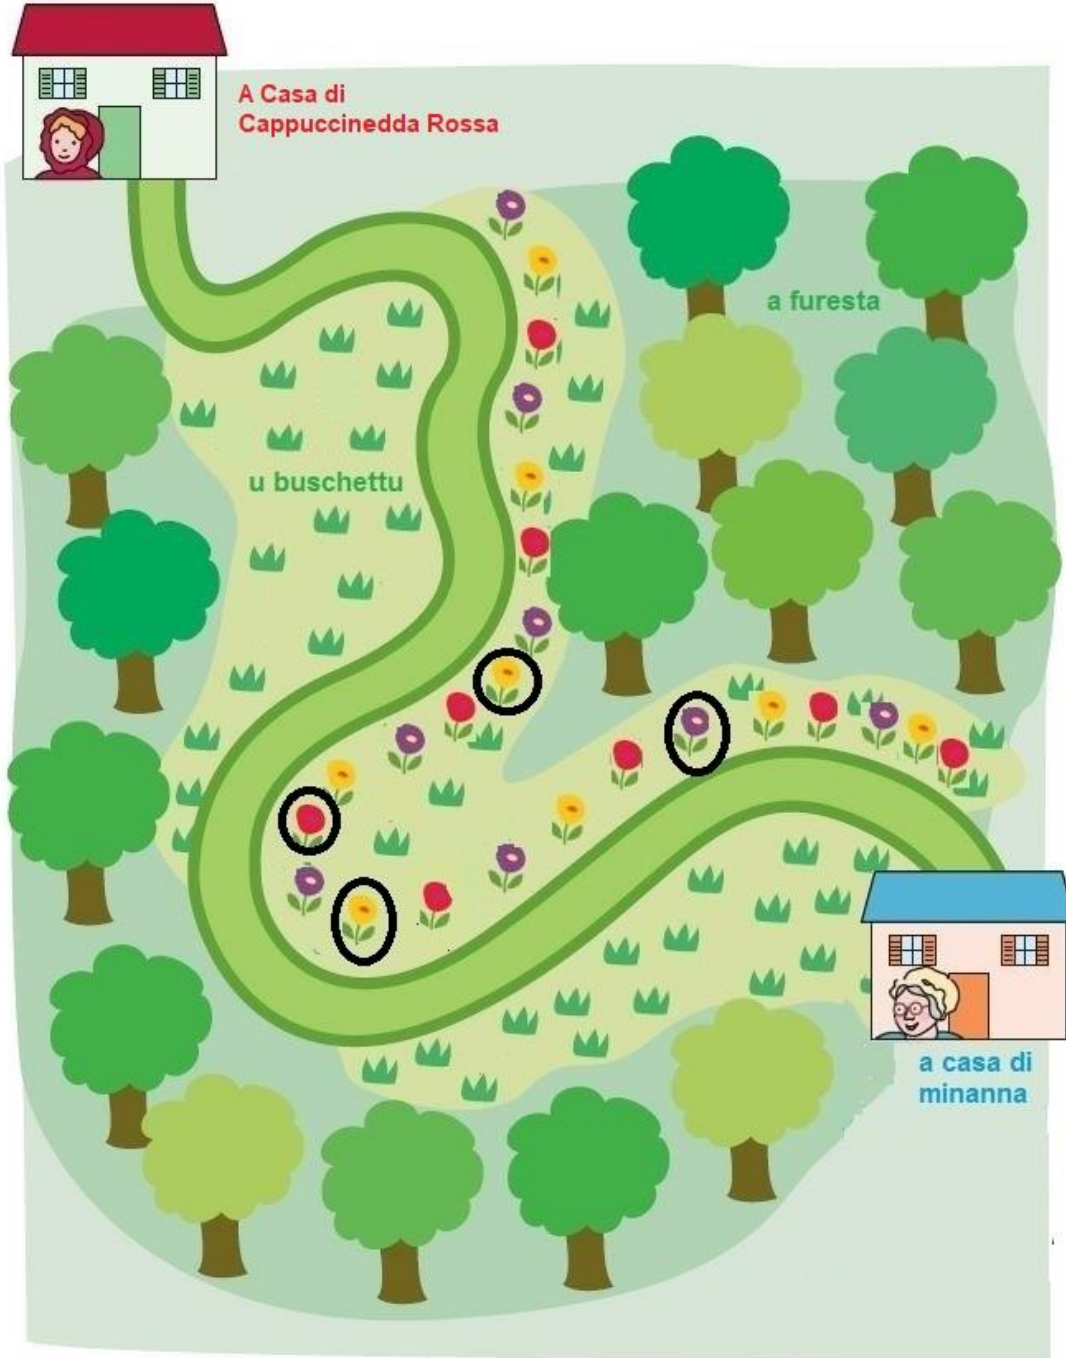 A Casa di
Cappuccinedda Rossa
a furesta
u buschettu
a casa di
minanna